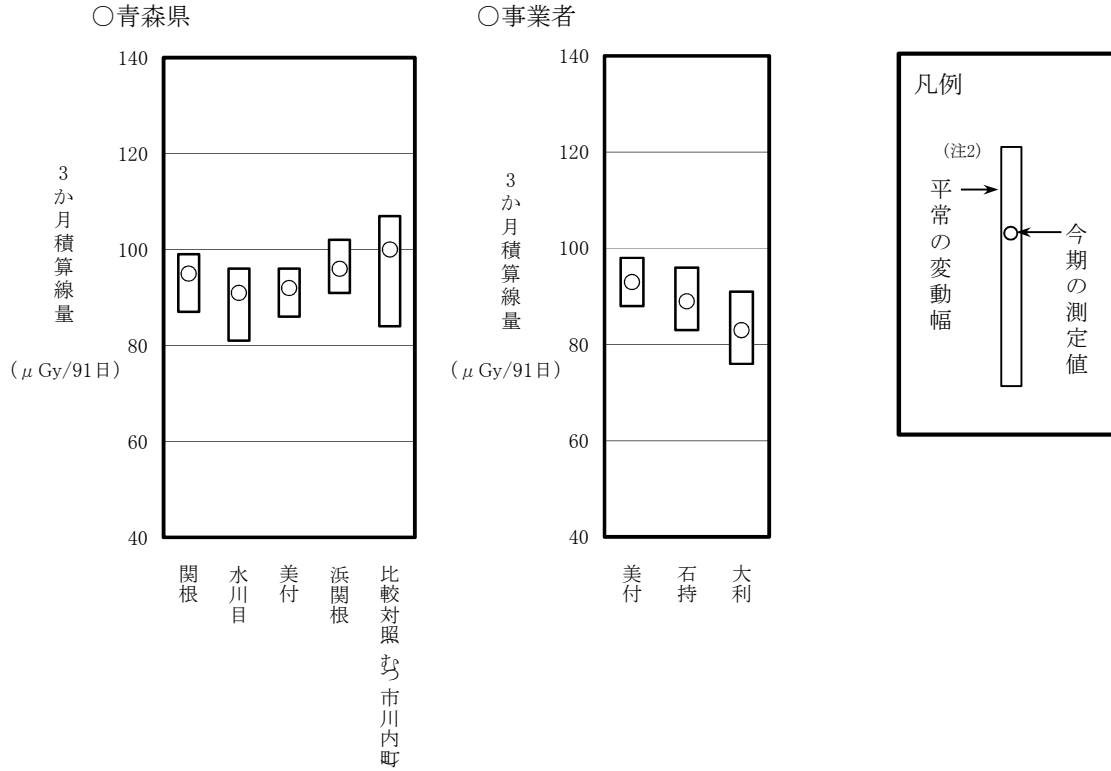 ○青森県
140
120
100
80
60
40
3か月積算線量
(μGy/91日)
関根
水川目
美付
浜関根
比較対照 むつ市川内町
○事業者
140
120
100
80
60
40
3か月積算線量
(μGy/91日)
美付
石持
大利
凡例
(注2)
平常の変動幅
今期の測定値